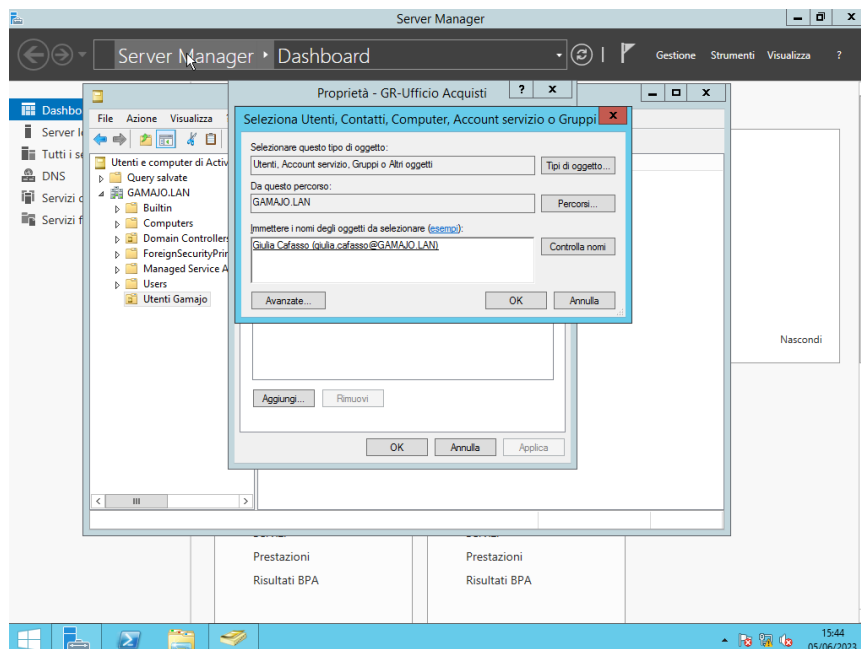 Server Manager
Server Manager • Dashboard
Gestione Strumenti Visualizza ?
Dashbo
Server l
Tutti i se
DNS
Servizi c
Servizi f
File Azione Visualizza ?
Utenti e computer di Activ
Query salvate
GAMAJO.LAN
Builtin
Computers
Domain Controllers
ForeignSecurityPrin
Managed Service A
Users
Utenti Gamajo
Proprietà - GR-Ufficio Acquisti
Seleziona Utenti, Contatti, Computer, Account servizio o Gruppi
Selezionare questo tipo di oggetto:
Utenti, Account servizio, Gruppi o Altri oggetti
Tipi di oggetto...
Da questo percorso:
GAMAJO.LAN
Percorsi...
Immettere i nomi degli oggetti da selezionare (esempi):
Giulia Cafasso (giulia.cafasso@GAMAJO.LAN)
Controlla nomi
Avanzate... OK Annulla
Aggiungi... Rimuovi
OK Annulla Applica
Nascondi
Prestazioni
Risultati BPA
Prestazioni
Risultati BPA
15:44
05/06/2023